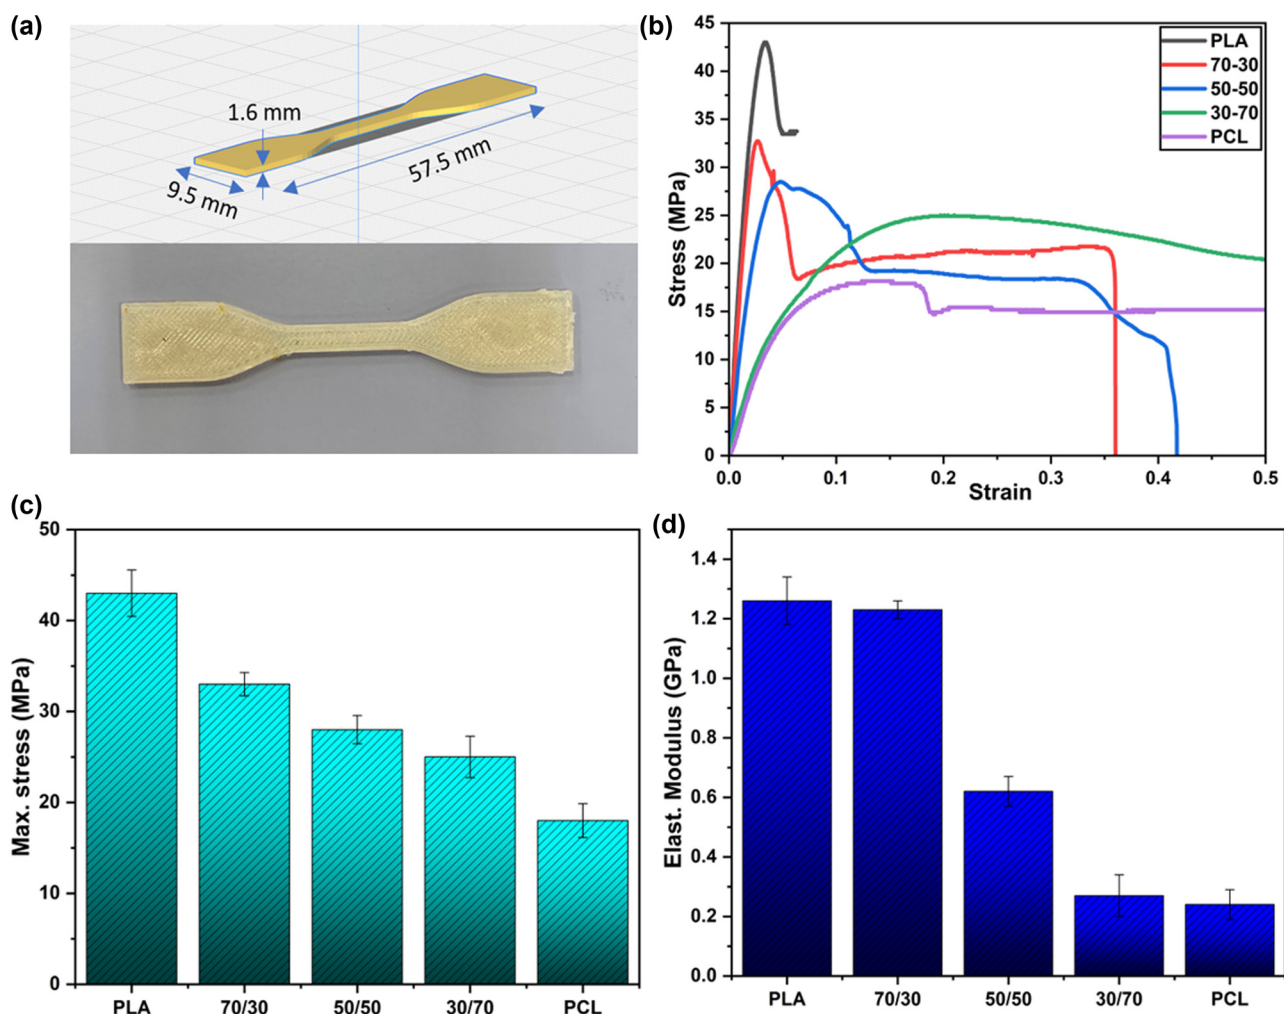 (a)
1.6 mm
9.5 mm
57.5 mm
(b)
45
40
35
30
25
20
15
10
5
0
Stress (MPa)
PLA
70-30
50-50
30-70
PCL
0.0
0.1
0.2
0.3
0.4
0.5
Strain
(c)
50
40
30
20
10
0
Max. stress (MPa)
PLA
70/30
50/50
30/70
PCL
(d)
1.4
1.2
1.0
0.8
0.6
0.4
0.2
0.0
Elast. Modulus (GPa)
PLA
70/30
50/50
30/70
PCL